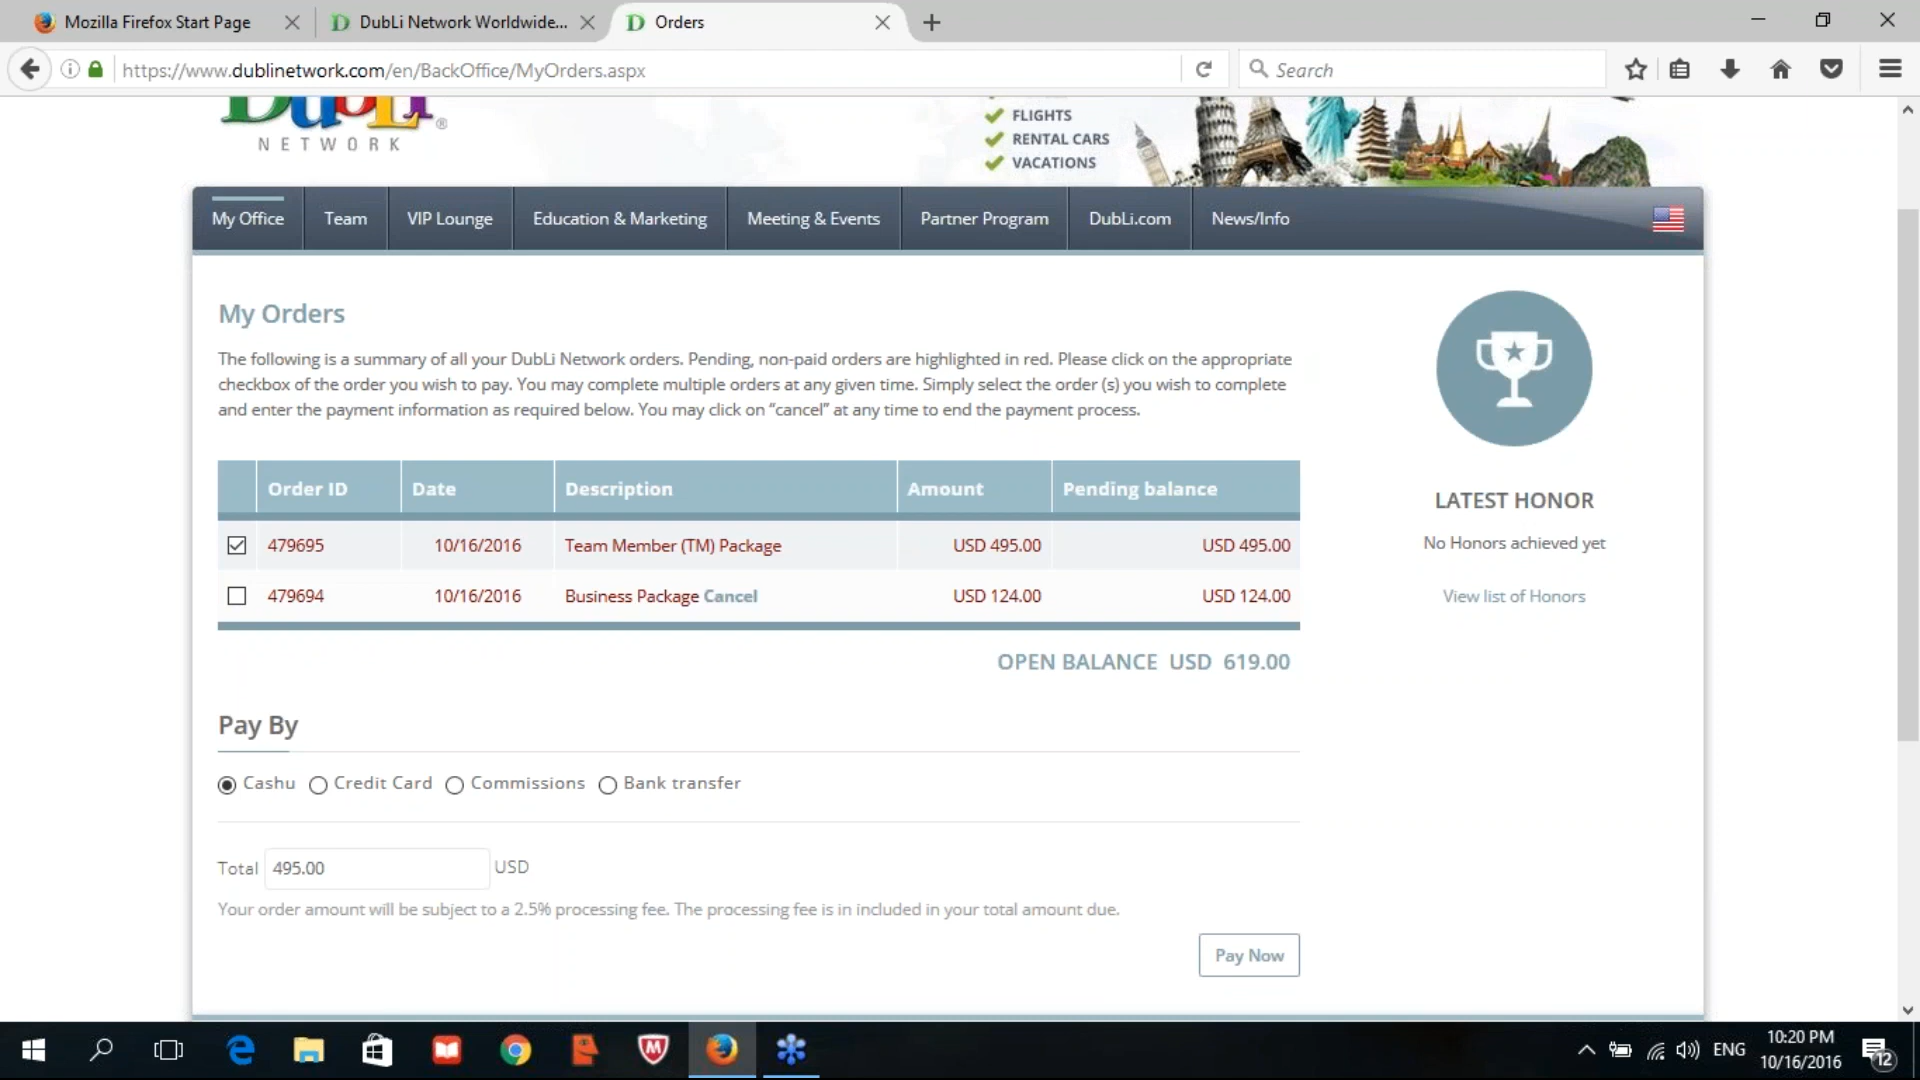 Mozilla Firefox Start Page
DubLi Network Worldwide...
Orders
https://www.dublinetwork.com/en/BackOffice/MyOrders.aspx
Search
DubLi ®
NETWORK
FLIGHTS
RENTAL CARS
VACATIONS
My Office
Team
VIP Lounge
Education & Marketing
Meeting & Events
Partner Program
DubLi.com
News/Info
My Orders
The following is a summary of all your DubLi Network orders. Pending, non-paid orders are highlighted in red. Please click on the appropriate
checkbox of the order you wish to pay. You may complete multiple orders at any given time. Simply select the order (s) you wish to complete
and enter the payment information as required below. You may click on “cancel” at any time to end the payment process.
Order ID Date Description Amount Pending balance
479695 10/16/2016 Team Member (TM) Package USD 495.00 USD 495.00
479694 10/16/2016 Business Package Cancel USD 124.00 USD 124.00
OPEN BALANCE USD 619.00
LATEST HONOR
No Honors achieved yet
View list of Honors
Pay By
Cashu Credit Card Commissions Bank transfer
Total 495.00 USD
Your order amount will be subject to a 2.5% processing fee. The processing fee is in included in your total amount due.
Pay Now
ENG
10:20 PM
10/16/2016
12